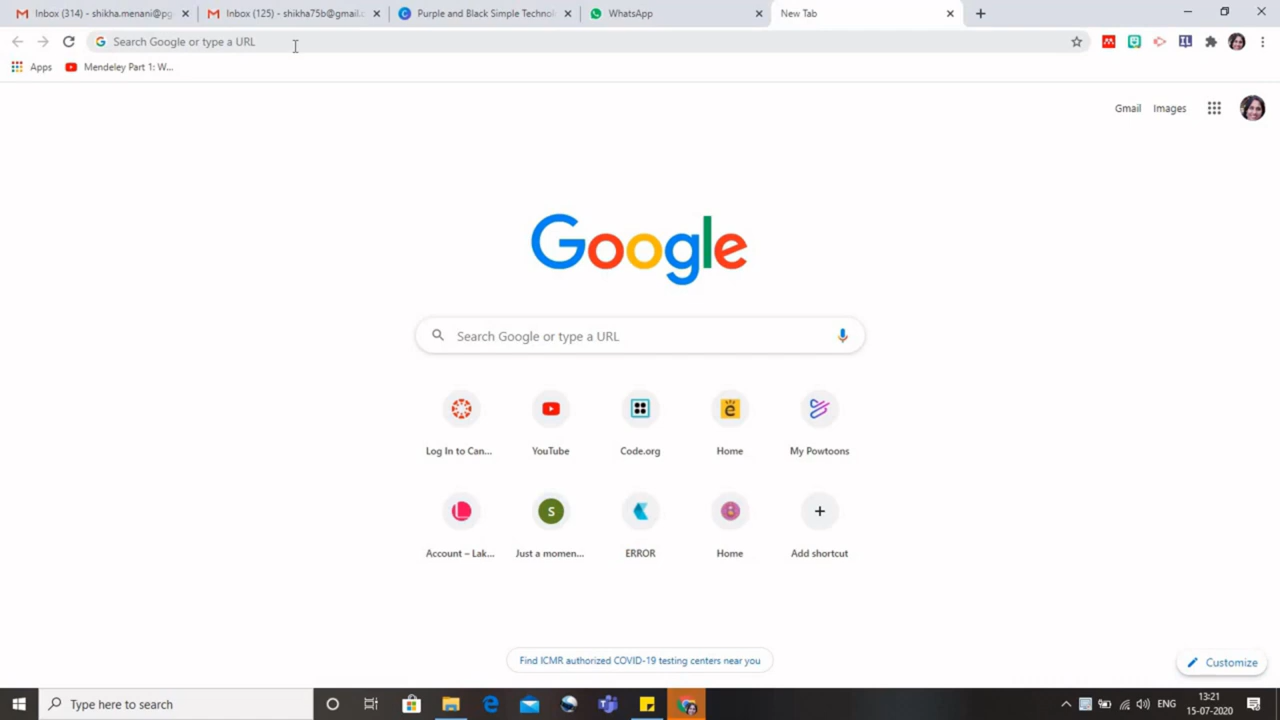 Inbox (314) - shikha.menani@pg
Inbox (125) - shikha75b@gmail.c
Purple and Black Simple Technol
WhatsApp
New Tab
Search Google or type a URL
Apps
Mendeley Part 1: W...
Gmail
Images
Google
Search Google or type a URL
Log In to Can...
YouTube
Code.org
Home
My Powtoons
Account – Lak...
Just a momen...
ERROR
Home
Add shortcut
Find ICMR authorized COVID-19 testing centers near you
Customize
Type here to search
ENG
13:21
15-07-2020